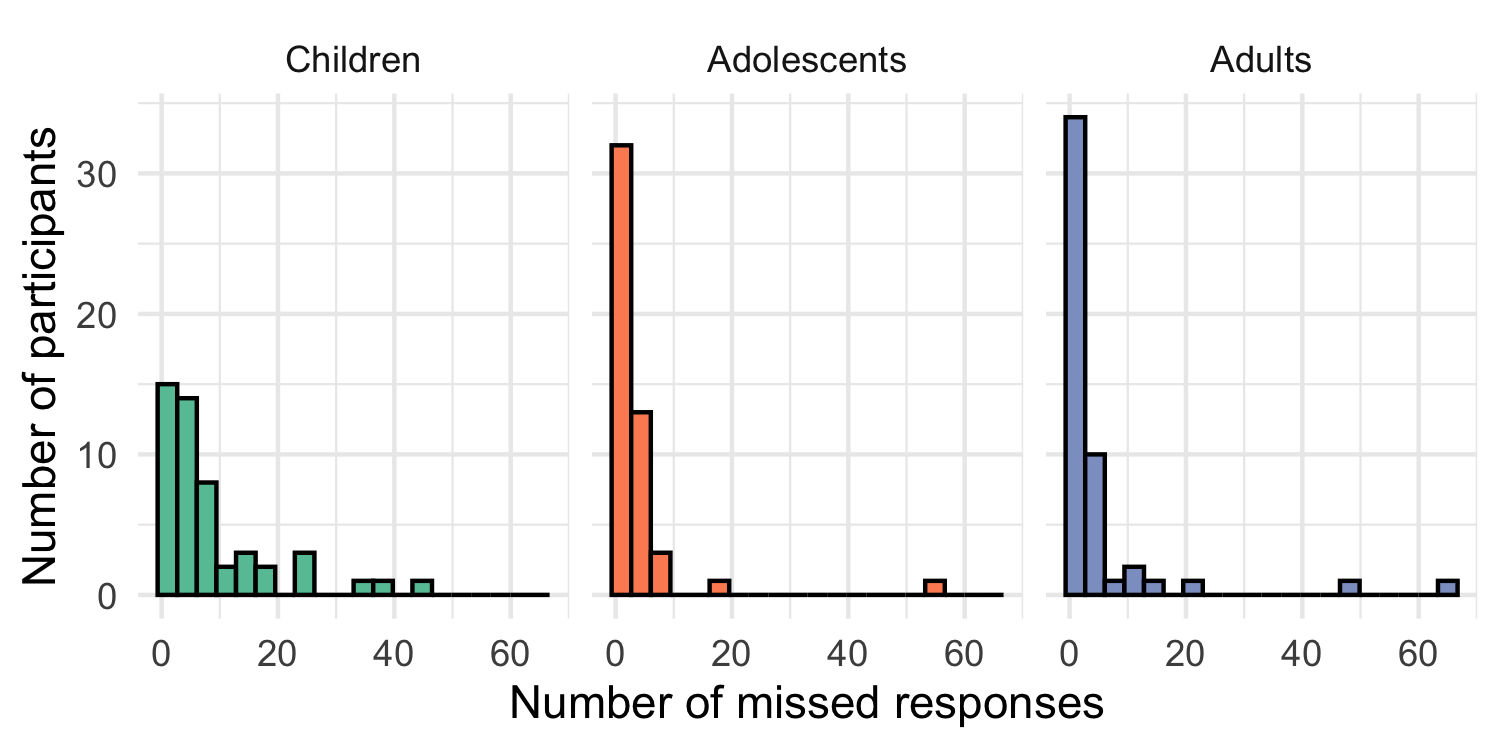 Children Adolescents Adults
Number of participants
30
20
10
0
0 20 40 60 0 20 40 60 0 20 40 60
Number of missed responses